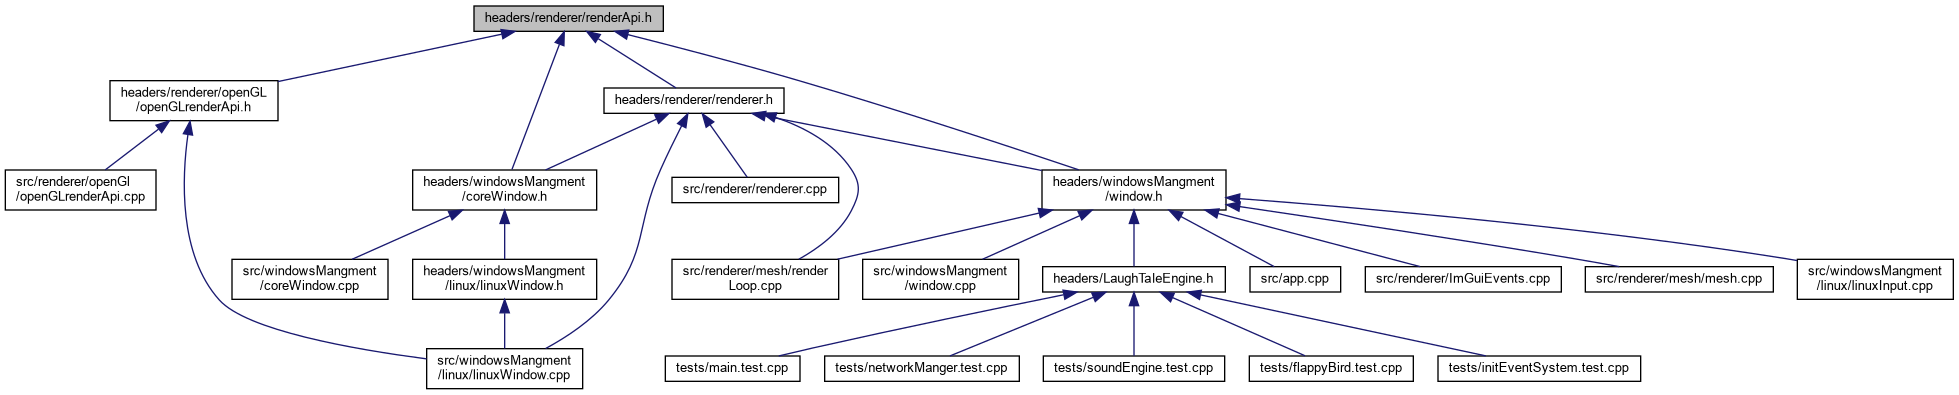 headers/renderer/renderApi.h
headers/renderer/openGL
/openGLrenderApi.h
headers/renderer/renderer.h
src/renderer/openGl
/openGLrenderApi.cpp
headers/windowsMangment
/coreWindow.h
src/renderer/renderer.cpp
headers/windowsMangment
/window.h
src/windowsMangment
/coreWindow.cpp
headers/windowsMangment
/linux/linuxWindow.h
src/renderer/mesh/render
Loop.cpp
src/windowsMangment
/window.cpp
headers/LaughTaleEngine.h
src/app.cpp
src/renderer/ImGuiEvents.cpp
src/renderer/mesh/mesh.cpp
src/windowsMangment
/linux/linuxInput.cpp
src/windowsMangment
/linux/linuxWindow.cpp
tests/main.test.cpp
tests/networkManger.test.cpp
tests/soundEngine.test.cpp
tests/flappyBird.test.cpp
tests/initEventSystem.test.cpp